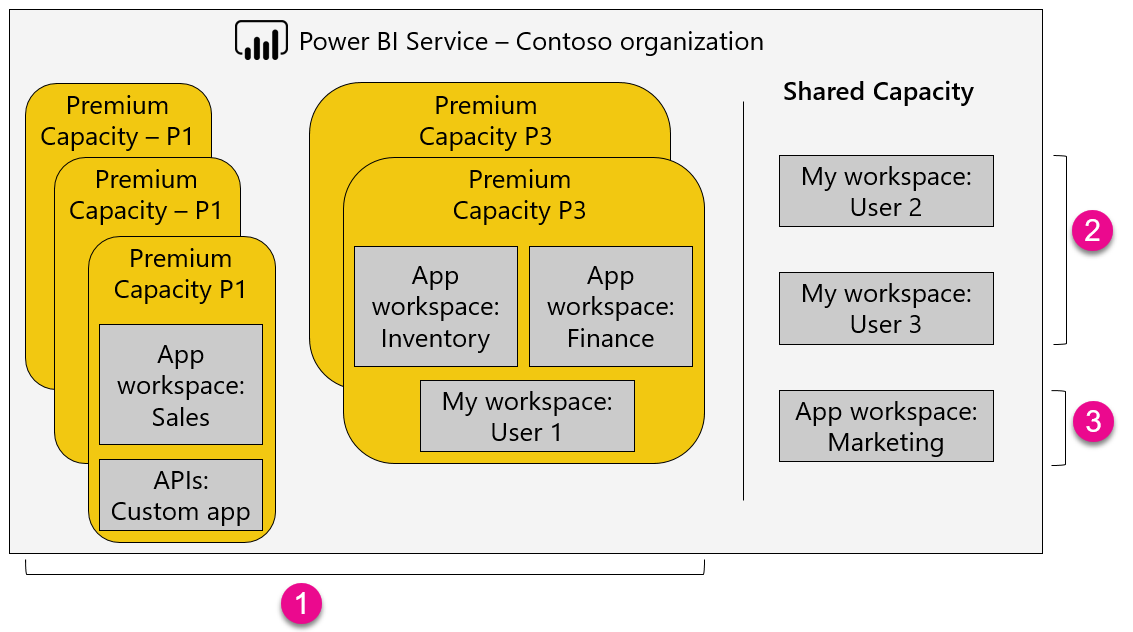 Power BI Service – Contoso organization
Premium
Capacity – P1
Premium
Capacity – P1
Premium
Capacity P1
App
workspace:
Sales
APIs:
Custom app
Premium
Capacity P3
Premium
Capacity P3
App
workspace:
Inventory
App
workspace:
Finance
My workspace:
User 1
Shared Capacity
My workspace:
User 2
My workspace:
User 3
2
App workspace:
Marketing
3
1